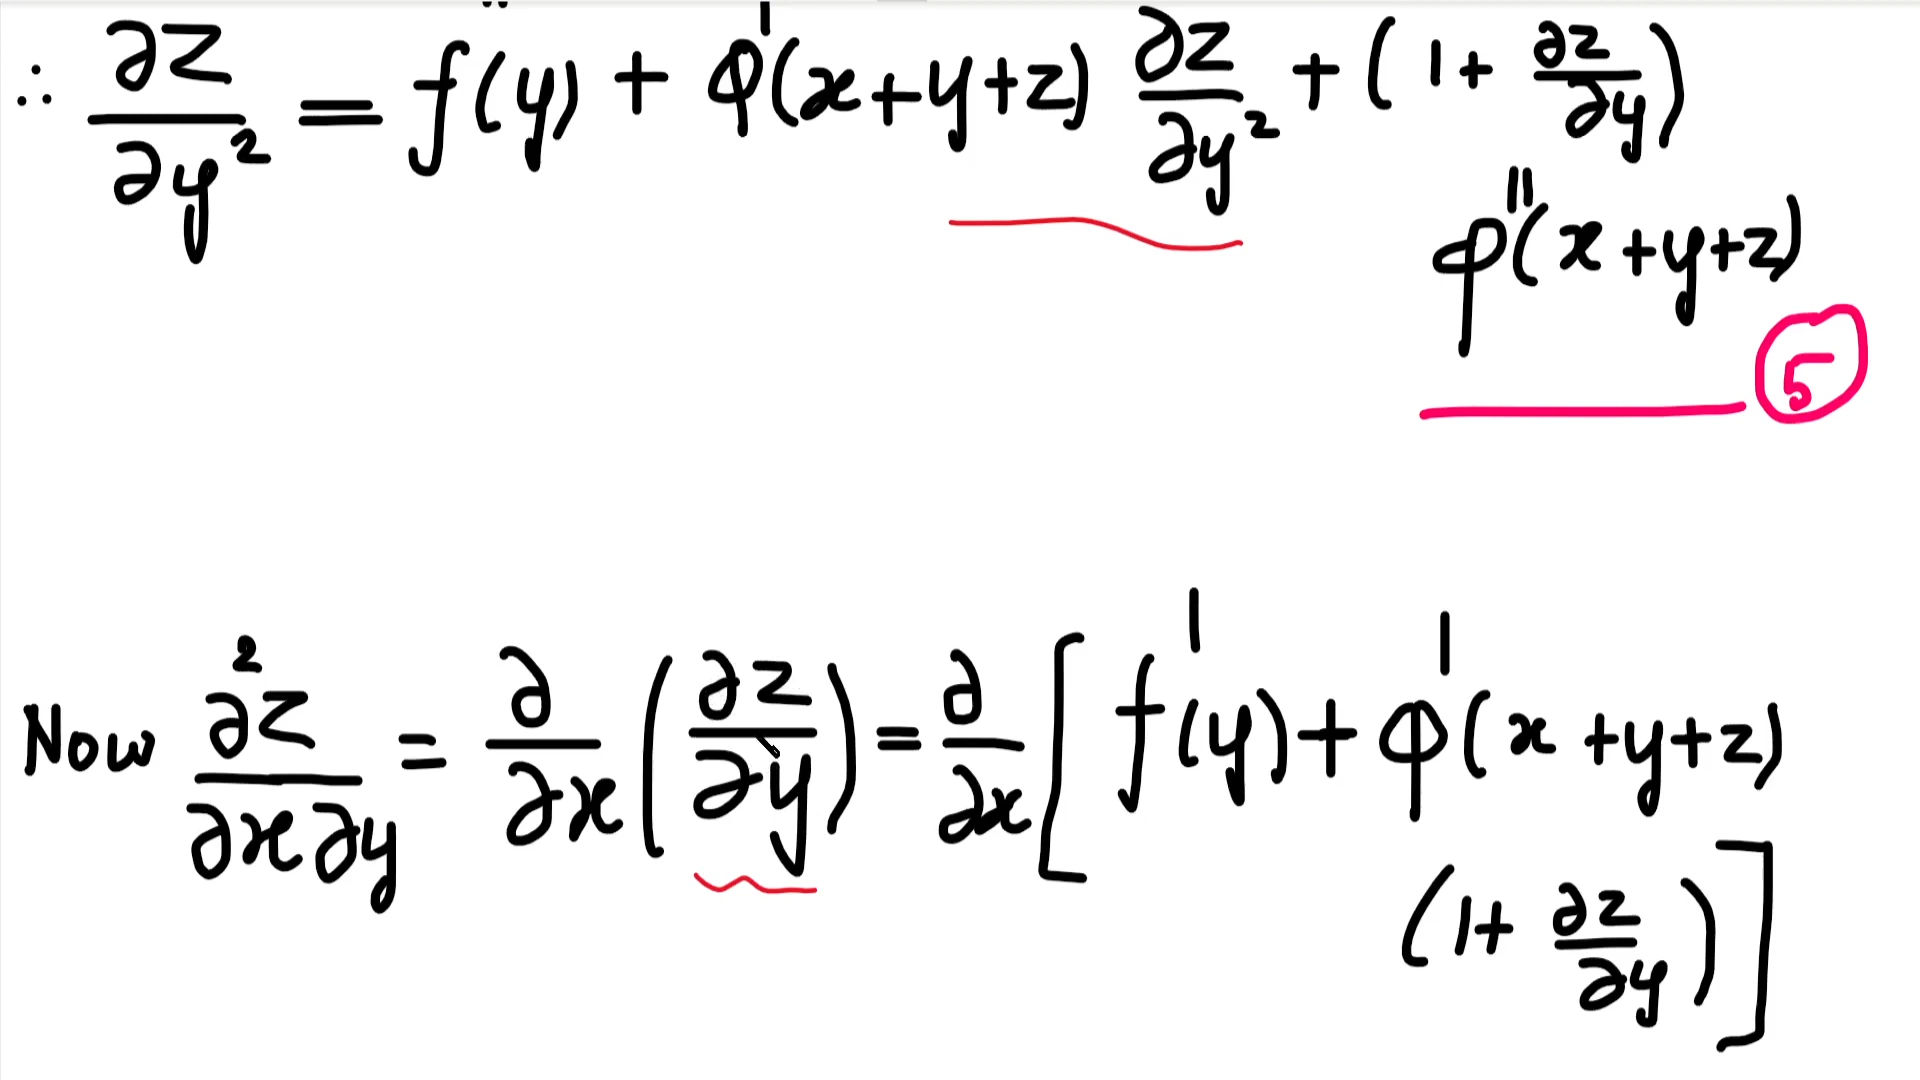 ∴ ∂z/∂y² = f''(y) + φ'(x+y+z) ∂z/∂y² + (1+ ∂z/∂y)
φ''(x+y+z)
5
Now ∂²z/∂x∂y = ∂/∂x (∂z/∂y) = ∂/∂x [f'(y) + φ'(x+y+z)
(1+ ∂z/∂y)]